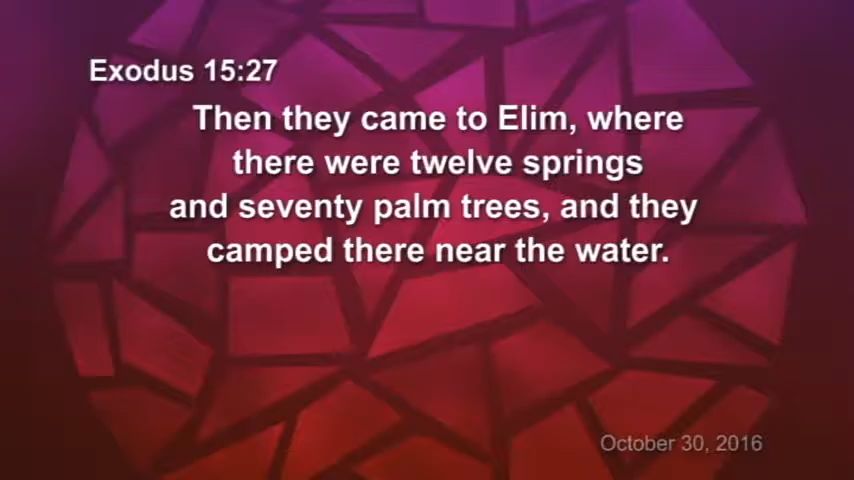 Exodus 15:27
Then they came to Elim, where
there were twelve springs
and seventy palm trees, and they
camped there near the water.
October 30, 2016